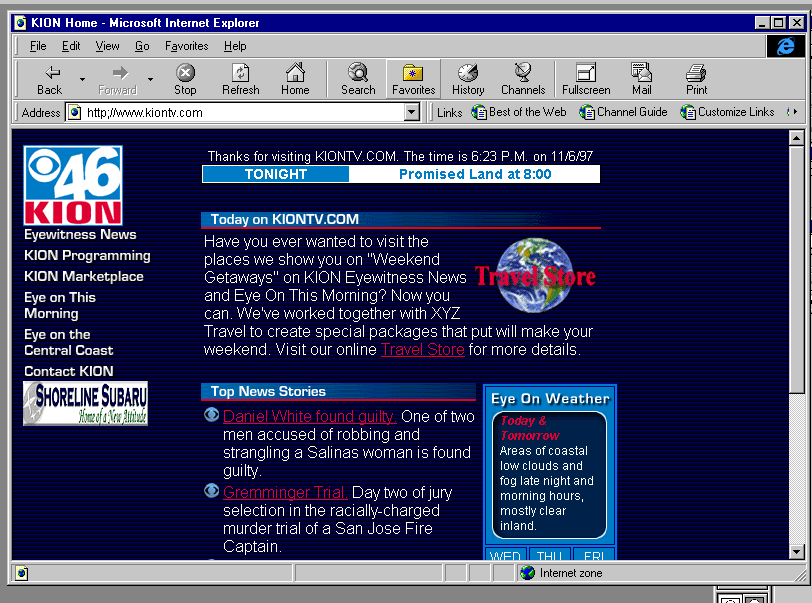 KION Home - Microsoft Internet Explorer
File Edit View Go Favorites Help
Back Forward Stop Refresh Home Search Favorites History Channels Fullscreen Mail Print
Address http://www.kiontv.com Links Best of the Web Channel Guide Customize Links
46
KION
Eyewitness News
KION Programming
KION Marketplace
Eye on This
Morning
Eye on the
Central Coast
Contact KION
SHORELINE SUBARU
Home of a New Attitude
Thanks for visiting KIONTV.COM. The time is 6:23 P.M. on 11/6/97
TONIGHT Promised Land at 8:00
Today on KIONTV.COM
Have you ever wanted to visit the
places we show you on "Weekend
Getaways" on KION Eyewitness News
and Eye On This Morning? Now you
can. We've worked together with XYZ
Travel to create special packages that put will make your
weekend. Visit our online Travel Store for more details.
Travel Store
Top News Stories
Daniel White found guilty. One of two
men accused of robbing and
strangling a Salinas woman is found
guilty.
Gremminger Trial. Day two of jury
selection in the racially-charged
murder trial of a San Jose Fire
Captain.
Eye On Weather
Today &
Tomorrow
Areas of coastal
low clouds and
fog late night and
morning hours,
mostly clear
inland.
WED THU FRI
Internet zone